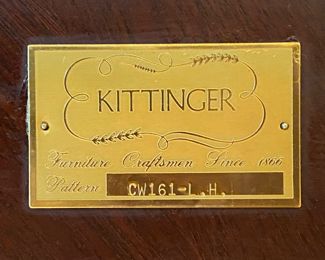 KITTINGER
Furniture Craftsmen Since 1866
Pattern CW161-L.H.